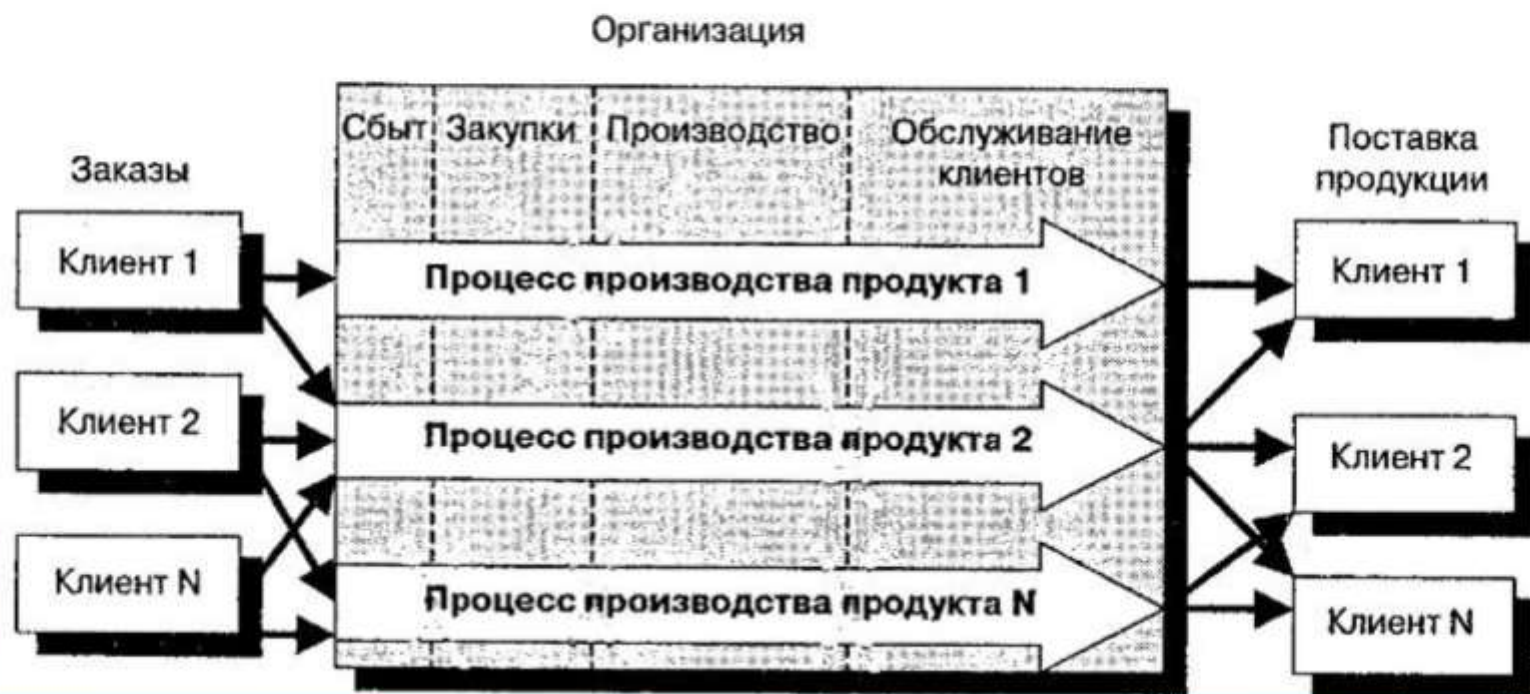 Организация
Сбыт
Закупки
Производство
Обслуживание
клиентов
Заказы
Поставка
продукции
Клиент 1
Процесс производства продукта 1
Клиент 1
Клиент 2
Процесс производства продукта 2
Клиент 2
Клиент N
Процесс производства продукта N
Клиент N